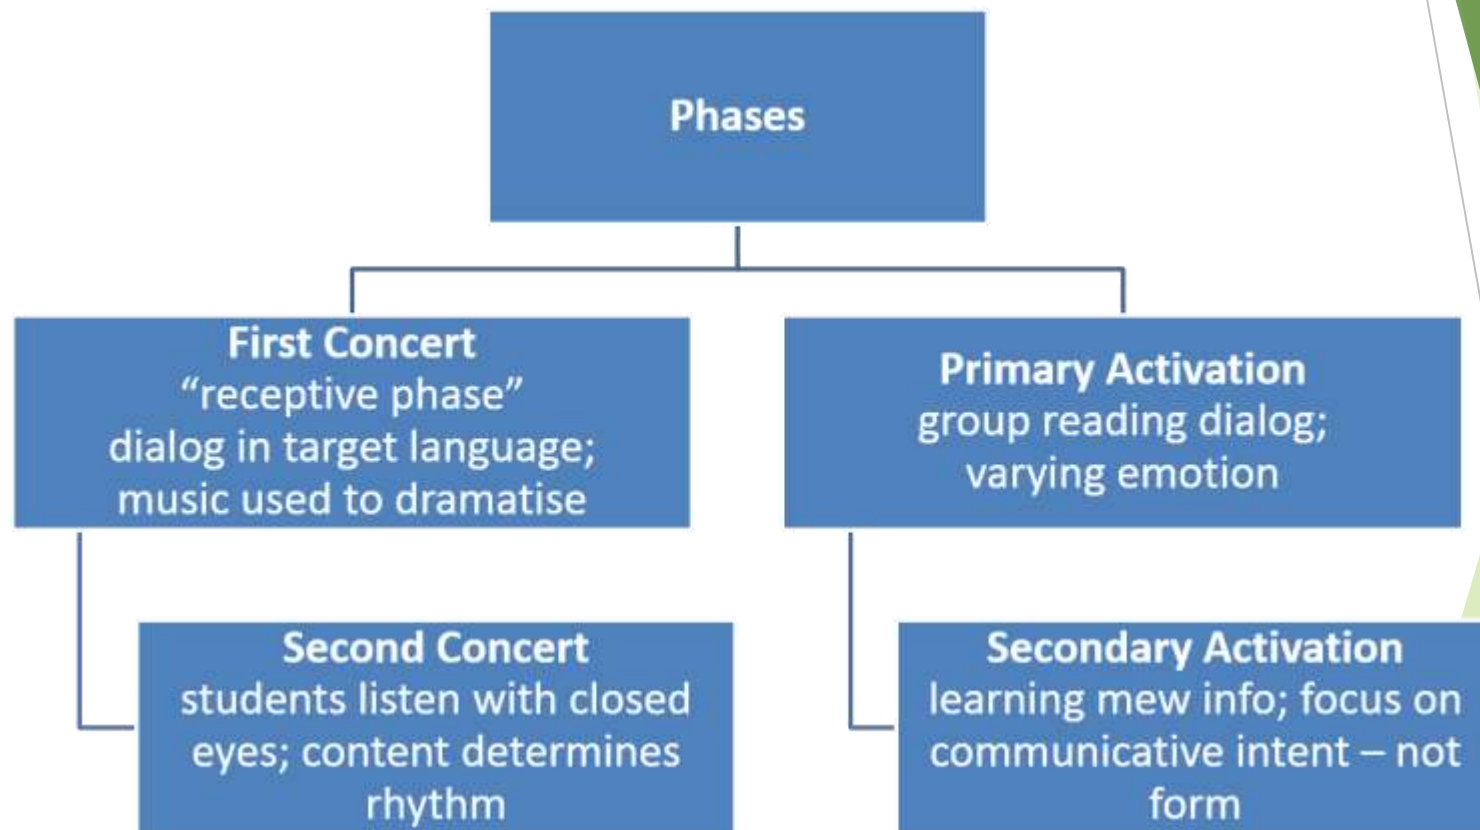 Phases
First Concert
“receptive phase”
dialog in target language;
music used to dramatise
Second Concert
students listen with closed
eyes; content determines
rhythm
Primary Activation
group reading dialog;
varying emotion
Secondary Activation
learning mew info; focus on
communicative intent – not
form